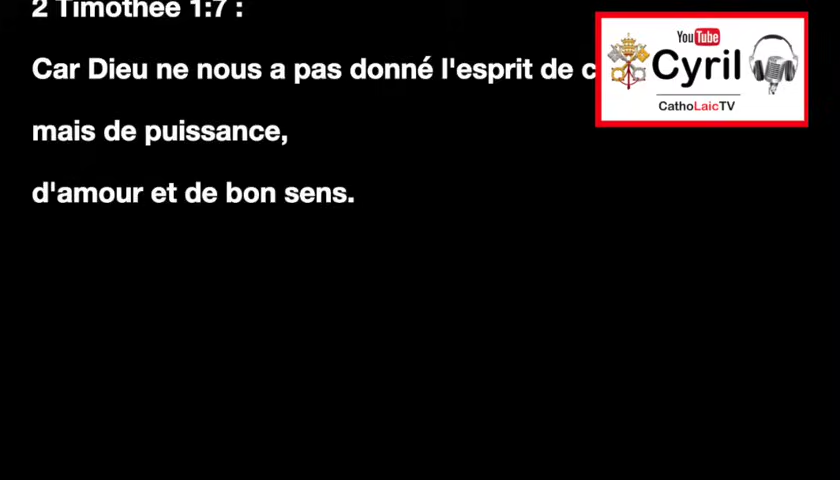 2 Timothée 1:7 :
Car Dieu ne nous a pas donné l'esprit de
mais de puissance,
d'amour et de bon sens.
YouTube
Cyril
CathoLaicTV